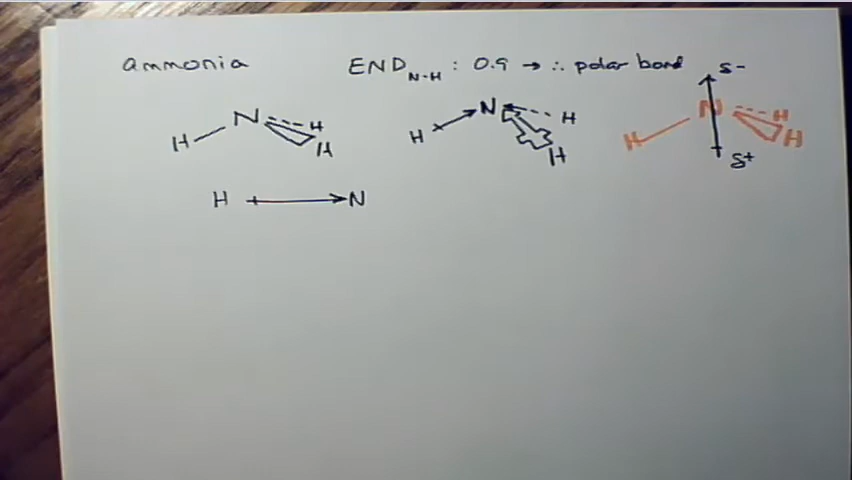 ammonia END N-H : 0.9 → ∴ polar bond
δ-
N H H H
H N H H
N H H H
δ+
H N